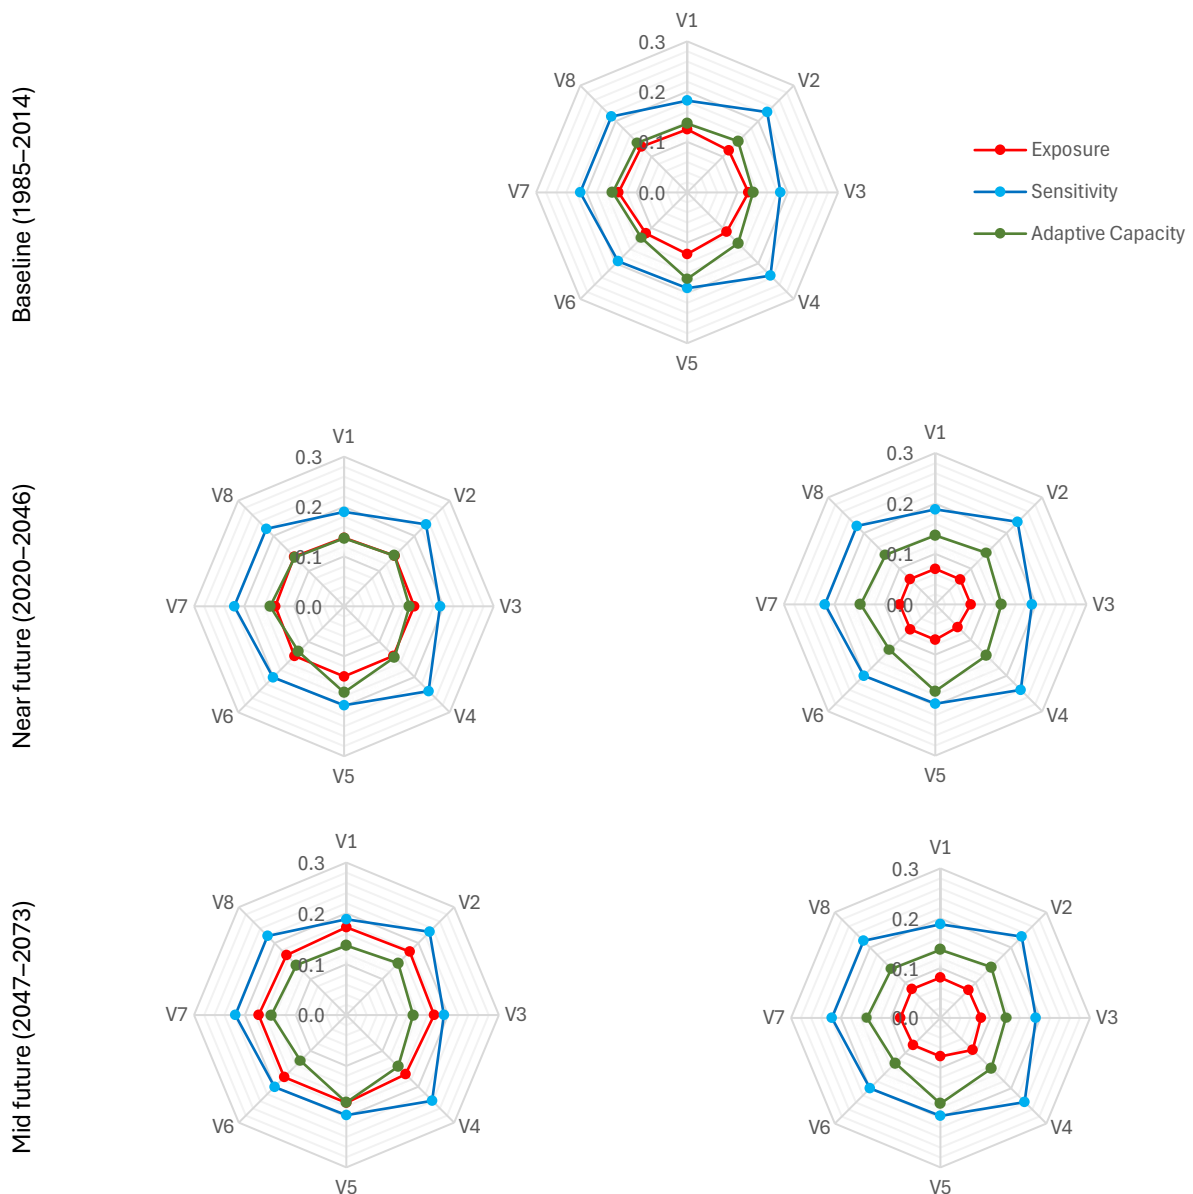 Baseline (1985–2014)
V1
0.3
V8
V2
0.2
0.1
V7
0.0
V3
V6
V4
V5
Exposure
Sensitivity
Adaptive Capacity
Near future (2020–2046)
V1
0.3
V8
V2
0.2
0.1
V7
0.0
V3
V6
V4
V5
V1
0.3
V8
V2
0.2
0.1
V7
0.0
V3
V6
V4
V5
Mid future (2047–2073)
V1
0.3
V8
V2
0.2
0.1
V7
0.0
V3
V6
V4
V5
V1
0.3
V8
V2
0.2
0.1
V7
0.0
V3
V6
V4
V5